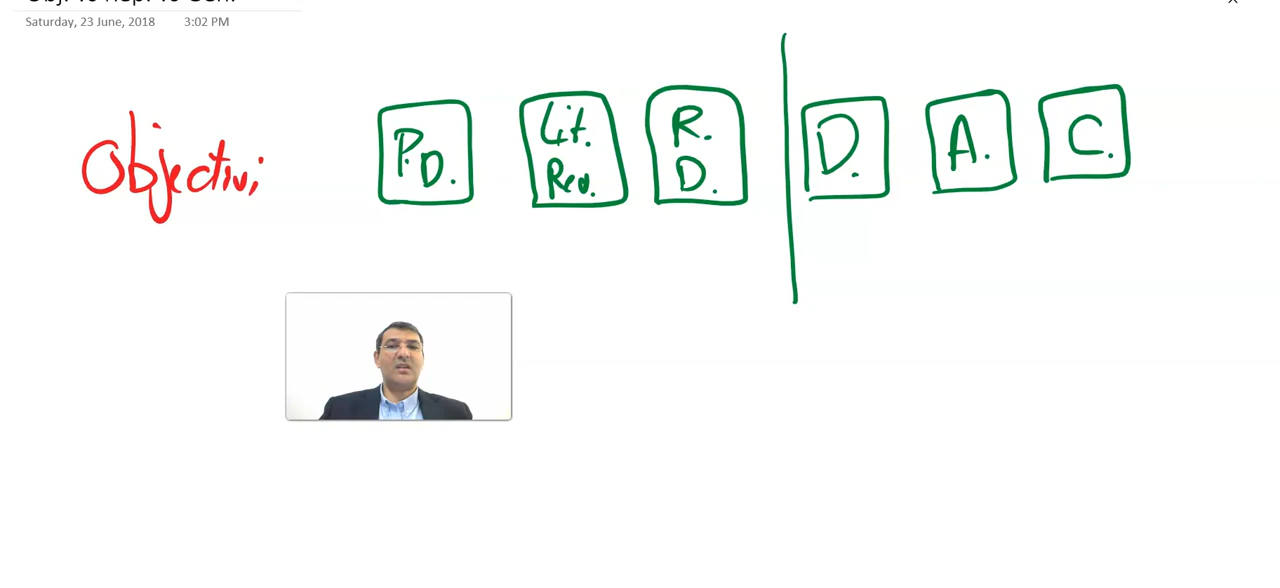 Saturday, 23 June, 2018 3:02 PM
Objectivi
P.D.
Lit.
Rev.
R.
D.
D.
A.
C.